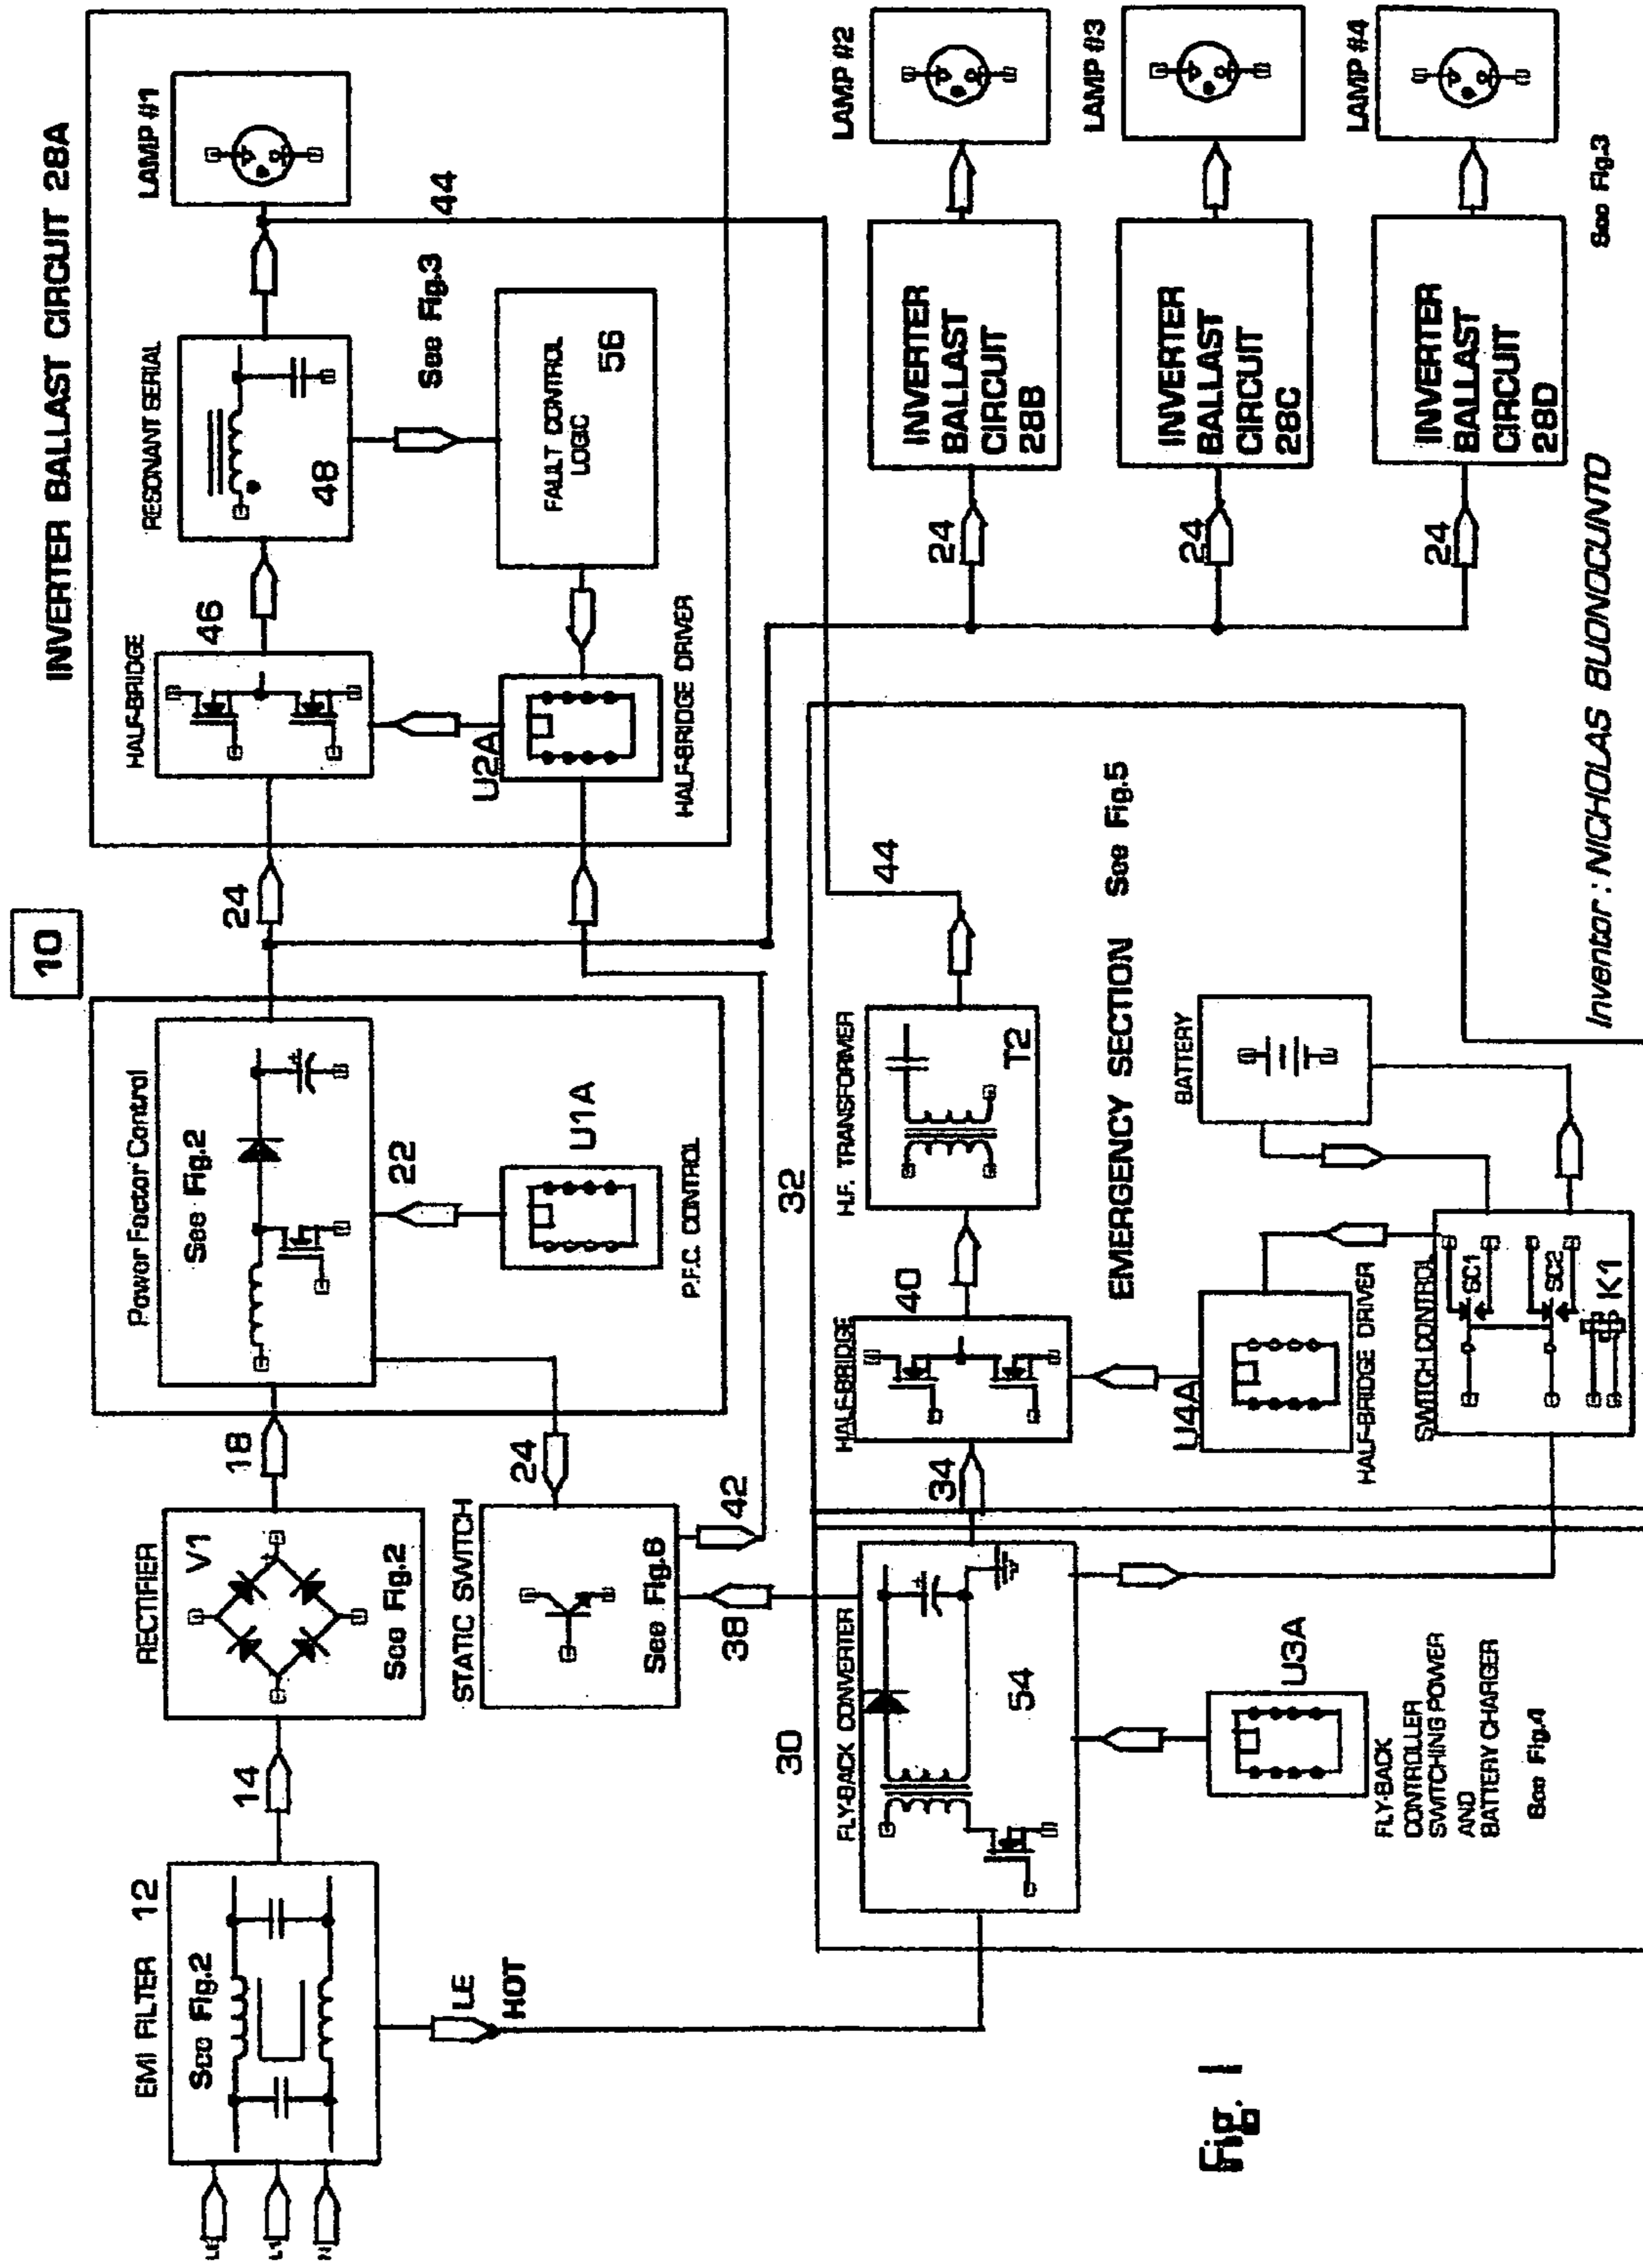 10
INVERTER BALLAST CIRCUIT 28A
EMI FILTER 12
See Fig.2
L1
N
14
RECTIFIER
V1
See Fig.2
18
Power Factor Control
See Fig.2
22
U1A
P.F.C. CONTROL
24
HALF-BRIDGE
46
RESONANT SERIAL
48
LAMP #1
44
See Fig.3
FAULT CONTROL
LOGIC
56
U2A
HALF-BRIDGE DRIVER
LE
HOT
STATIC SWITCH
See Fig.6
24
42
38
30
FLY-BACK CONVERTER
54
U3A
FLY-BACK
CONTROLLER
SWITCHING POWER
AND
BATTERY CHARGER
See Fig.4
32
34
HALF-BRIDGE
40
H.F. TRANSFORMER
T2
44
EMERGENCY SECTION See Fig.5
U4A
HALF-BRIDGE DRIVER
BATTERY
SWITCH CONTROL
SC1
SC2
K1
24
INVERTER
BALLAST
CIRCUIT
28B
LAMP #2
24
INVERTER
BALLAST
CIRCUIT
28C
LAMP #3
24
INVERTER
BALLAST
CIRCUIT
28D
LAMP #4
See Fig.3
Inventor: NICHOLAS BUONOCUNTO
Fig. 1